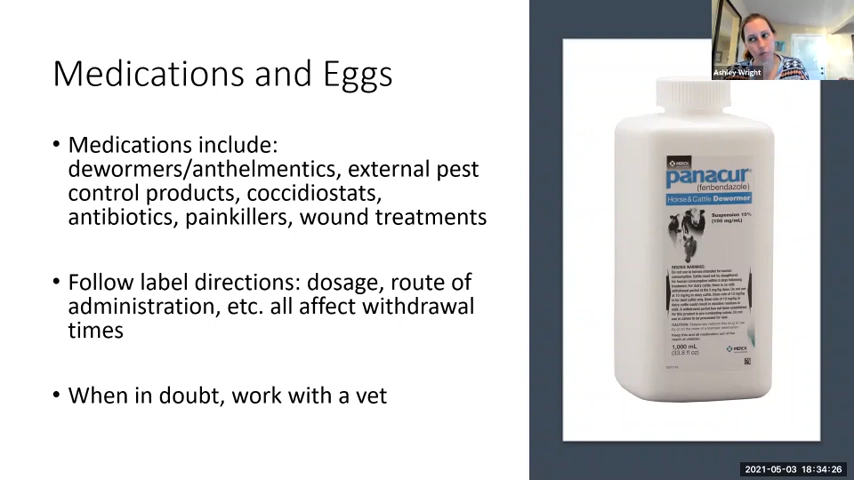 Medications and Eggs
• Medications include:
dewormers/anthelmentics, external pest
control products, coccidiostats,
antibiotics, painkillers, wound treatments
• Follow label directions: dosage, route of
administration, etc. all affect withdrawal
times
• When in doubt, work with a vet
Ashley Wright
MERCK
panacur
(fenbendazole)
Horse & Cattle Dewormer
Suspension 10%
(100 mg/mL)
CAUTION:
1,000 mL
(33.8 fl oz)
MERCK
2021-05-03 18:34:26